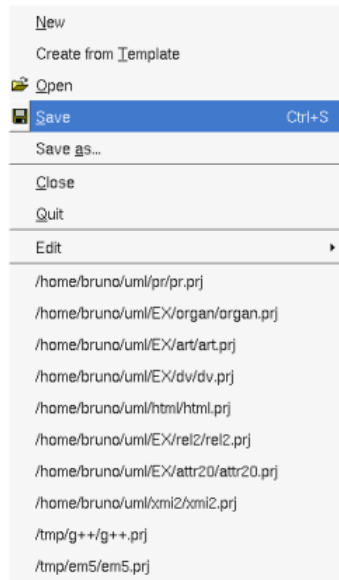 New
Create from Template
Open
Save Ctrl+S
Save as...
Close
Quit
Edit
/home/bruno/uml/pr/pr.prj
/home/bruno/uml/EX/organ/organ.prj
/home/bruno/uml/EX/art/art.prj
/home/bruno/uml/EX/dv/dv.prj
/home/bruno/uml/html/html.prj
/home/bruno/uml/EX/rel2/rel2.prj
/home/bruno/uml/EX/attr20/attr20.prj
/home/bruno/uml/xmi2/xmi2.prj
/tmp/g++/g++.prj
/tmp/em5/em5.prj